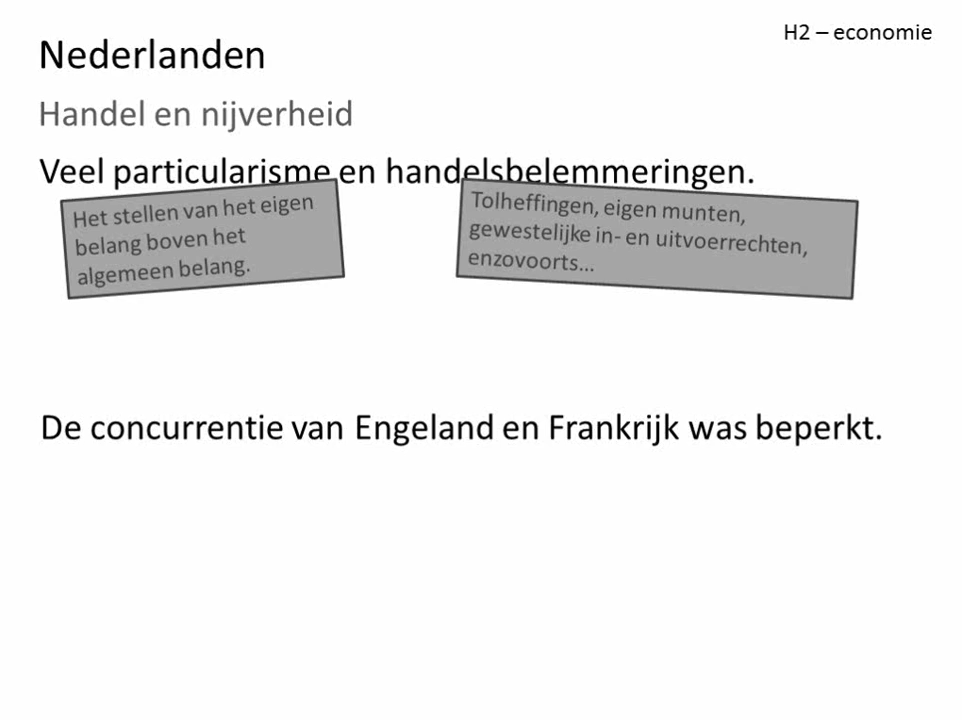 H2 – economie
Nederlanden
Handel en nijverheid
Veel particularisme en handelsbelemmeringen.
Het stellen van het eigen
belang boven het
algemeen belang.
Tolheffingen, eigen munten,
gewestelijke in- en uitvoerrechten,
enzovoorts...
De concurrentie van Engeland en Frankrijk was beperkt.